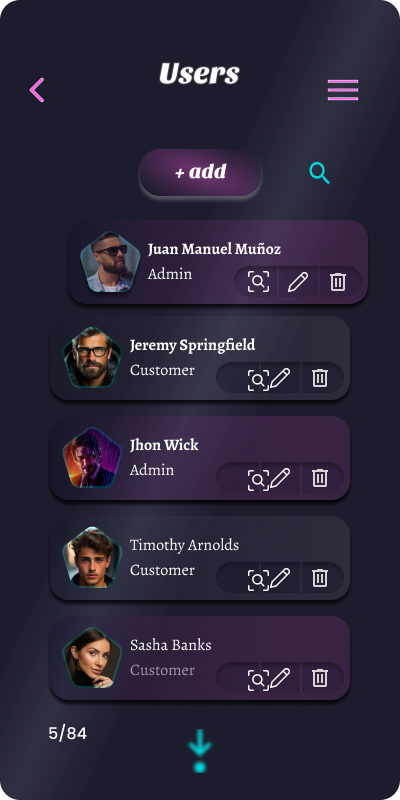 Users
+ add
Juan Manuel Muñoz
Admin
Jeremy Springfield
Customer
Jhon Wick
Admin
Timothy Arnolds
Customer
Sasha Banks
Customer
5/84